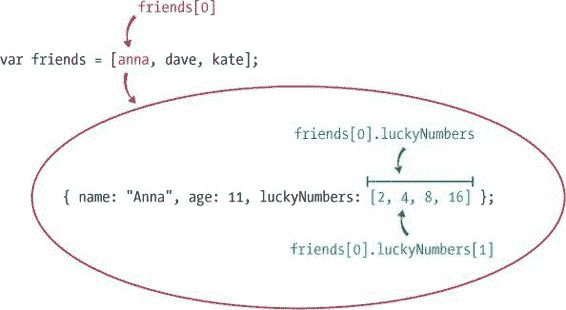 friends[0]
var friends = [anna, dave, kate];
friends[0].luckyNumbers
{ name: "Anna", age: 11, luckyNumbers: [2, 4, 8, 16] };
friends[0].luckyNumbers[1]